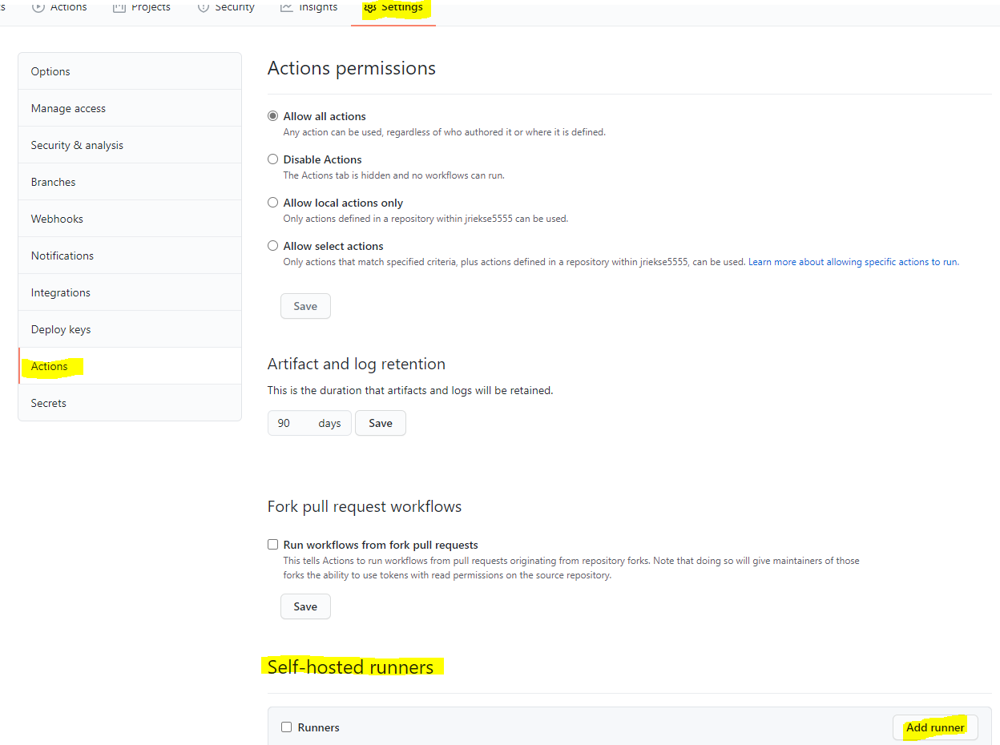 Actions Projects Security Insights Settings
Options
Manage access
Security & analysis
Branches
Webhooks
Notifications
Integrations
Deploy keys
Actions
Secrets
Actions permissions
Allow all actions
Any action can be used, regardless of who authored it or where it is defined.
Disable Actions
The Actions tab is hidden and no workflows can run.
Allow local actions only
Only actions defined in a repository within jriekse5555 can be used.
Allow select actions
Only actions that match specified criteria, plus actions defined in a repository within jriekse5555, can be used. Learn more about allowing specific actions to run.
Save
Artifact and log retention
This is the duration that artifacts and logs will be retained.
90 days Save
Fork pull request workflows
Run workflows from fork pull requests
This tells Actions to run workflows from pull requests originating from repository forks. Note that doing so will give maintainers of those
forks the ability to use tokens with read permissions on the source repository.
Save
Self-hosted runners
Runners Add runner